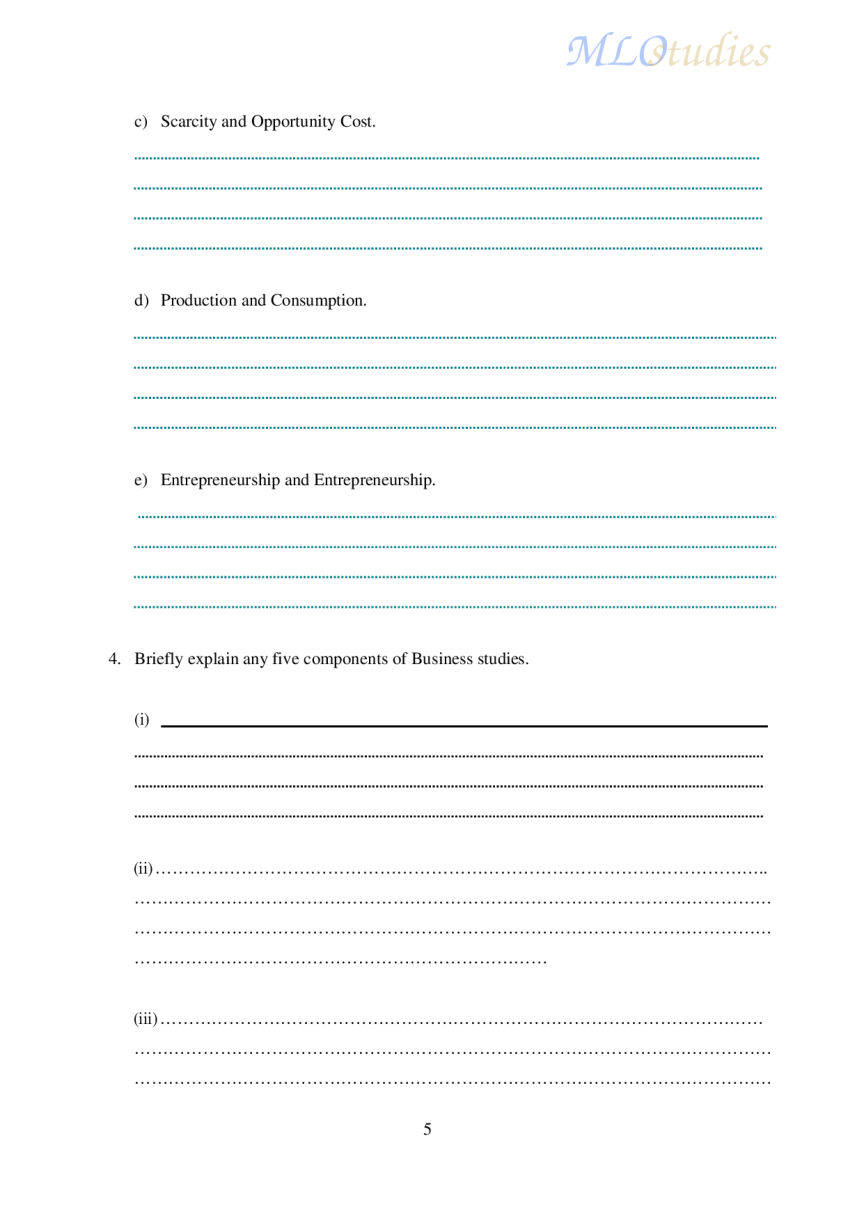 MLOstudies
c) Scarcity and Opportunity Cost.
d) Production and Consumption.
e) Entrepreneurship and Entrepreneurship.
4. Briefly explain any five components of Business studies.
(i)
(ii)
(iii)
5